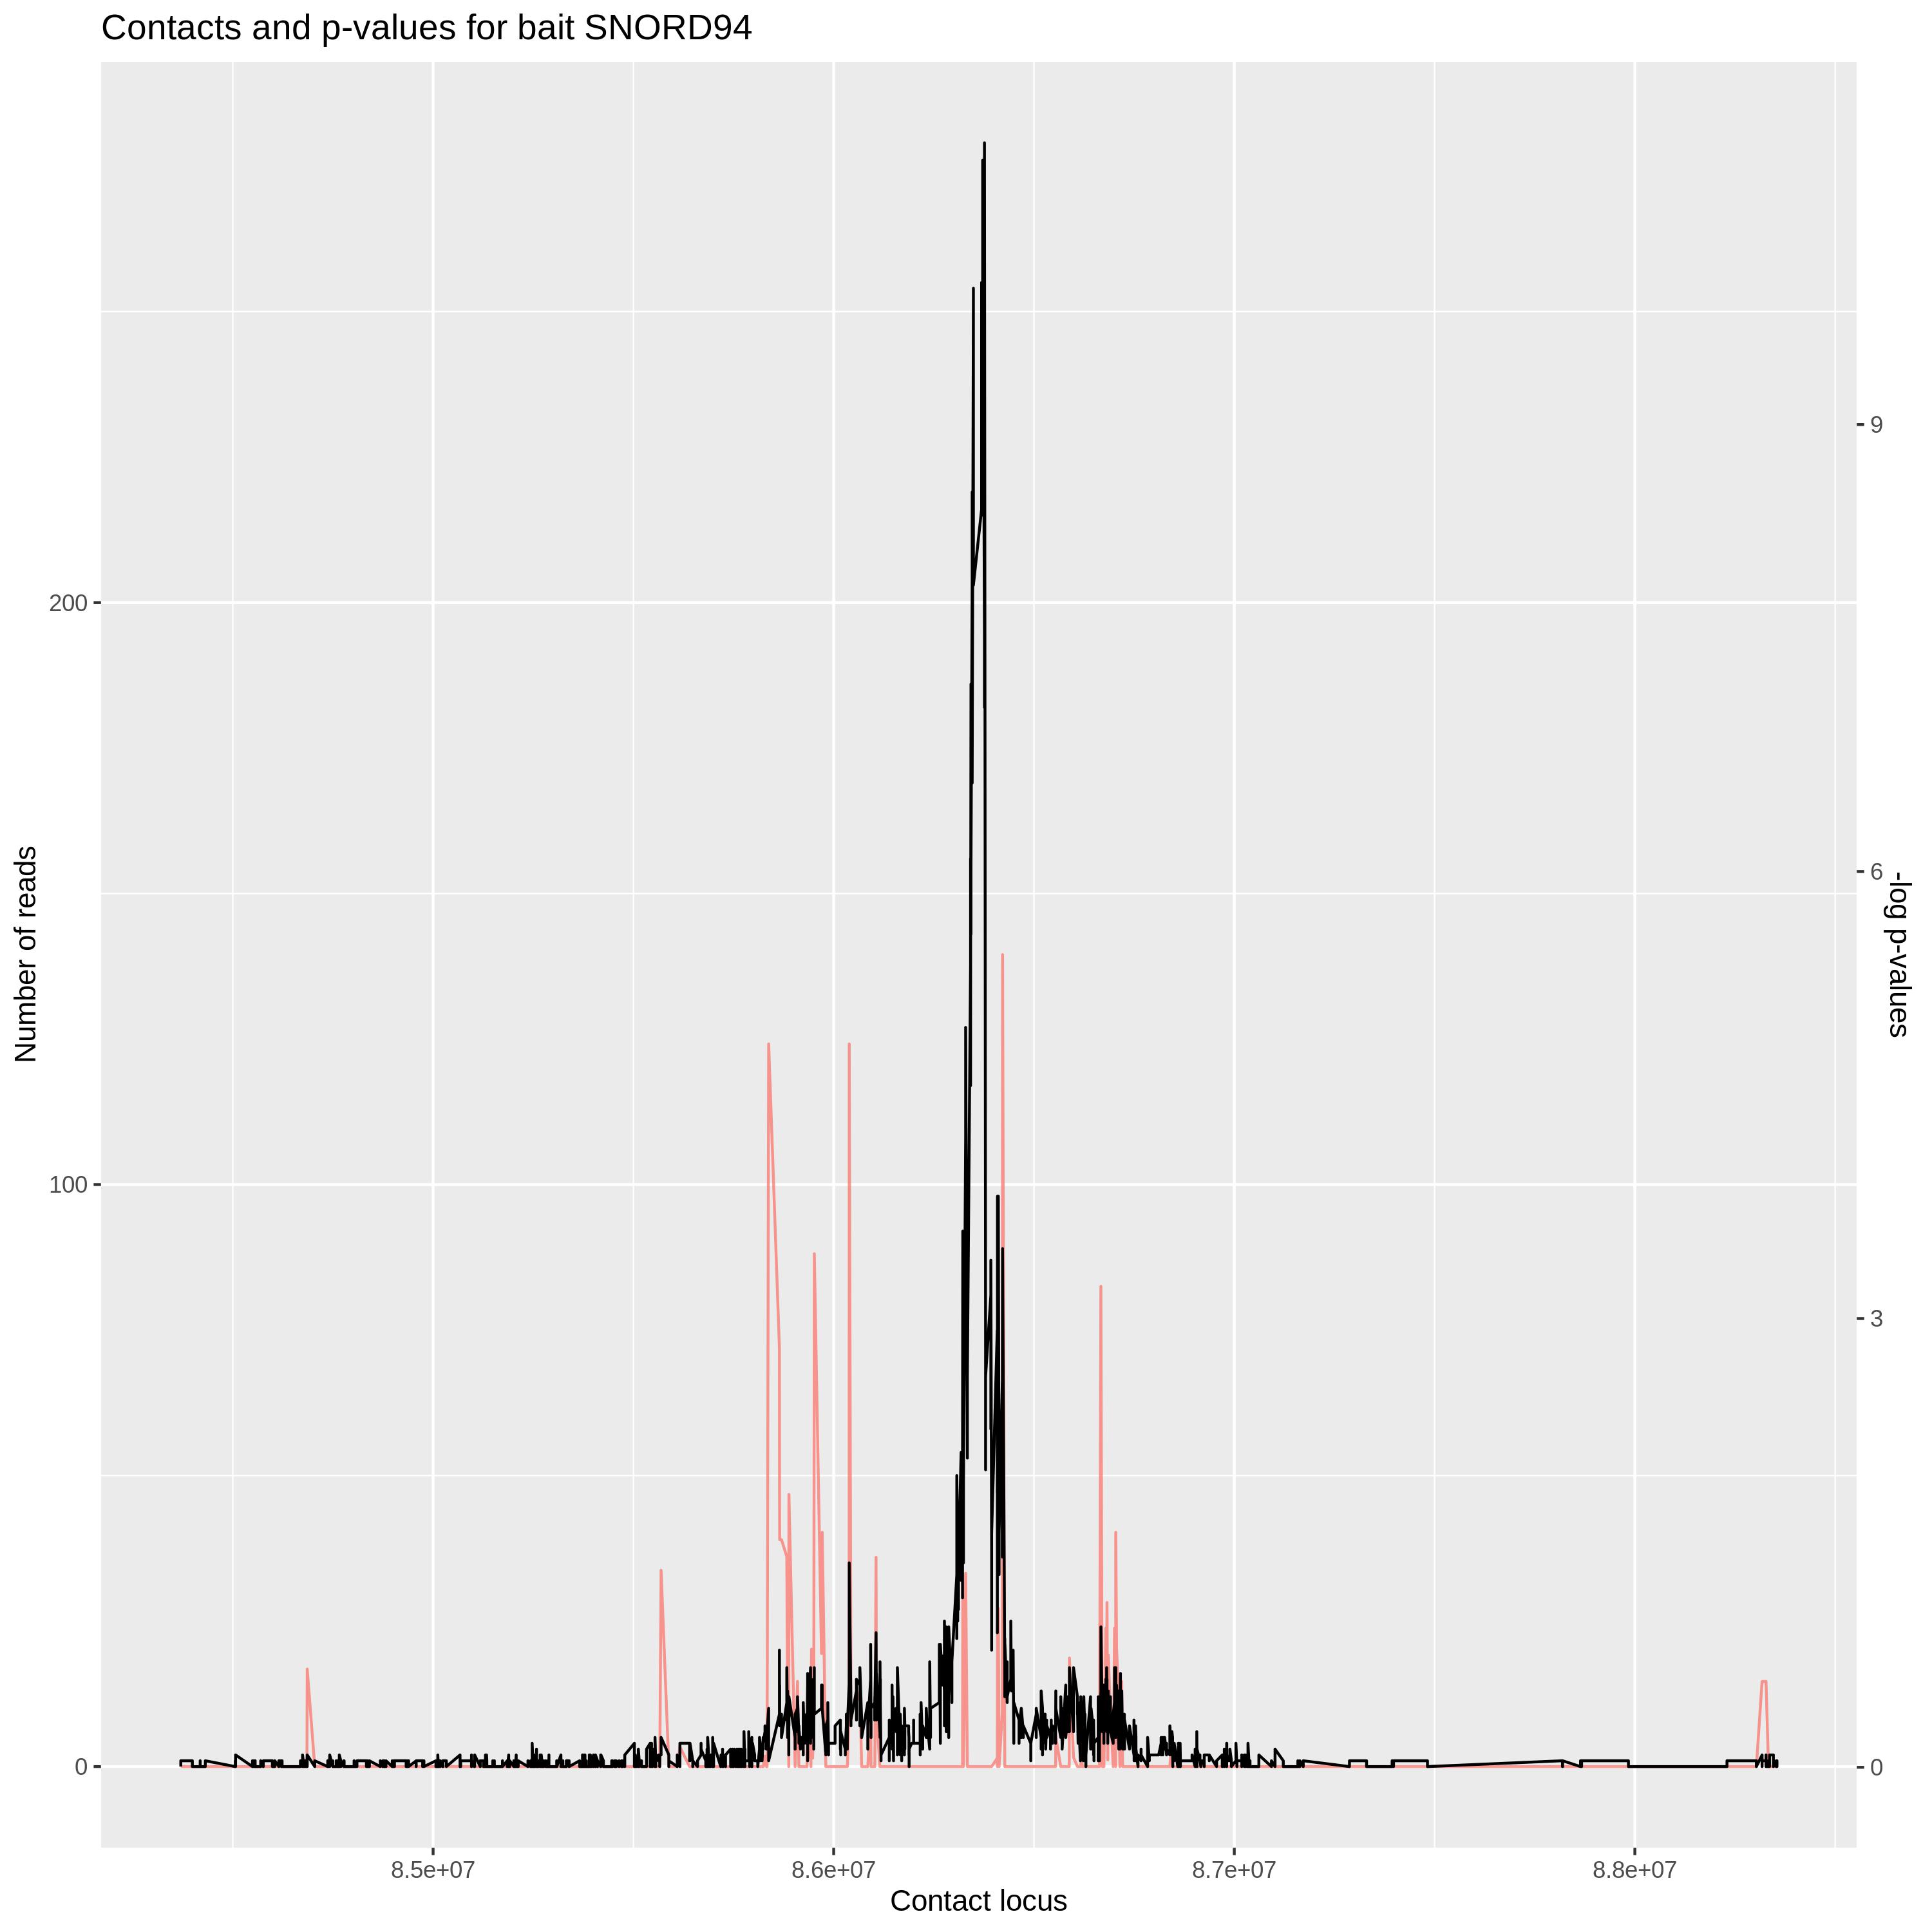 Contacts and p-values for bait SNORD94
200
100
0
Number of reads
9
6
3
0
-log p-values
8.5e+07
8.6e+07
8.7e+07
8.8e+07
Contact locus